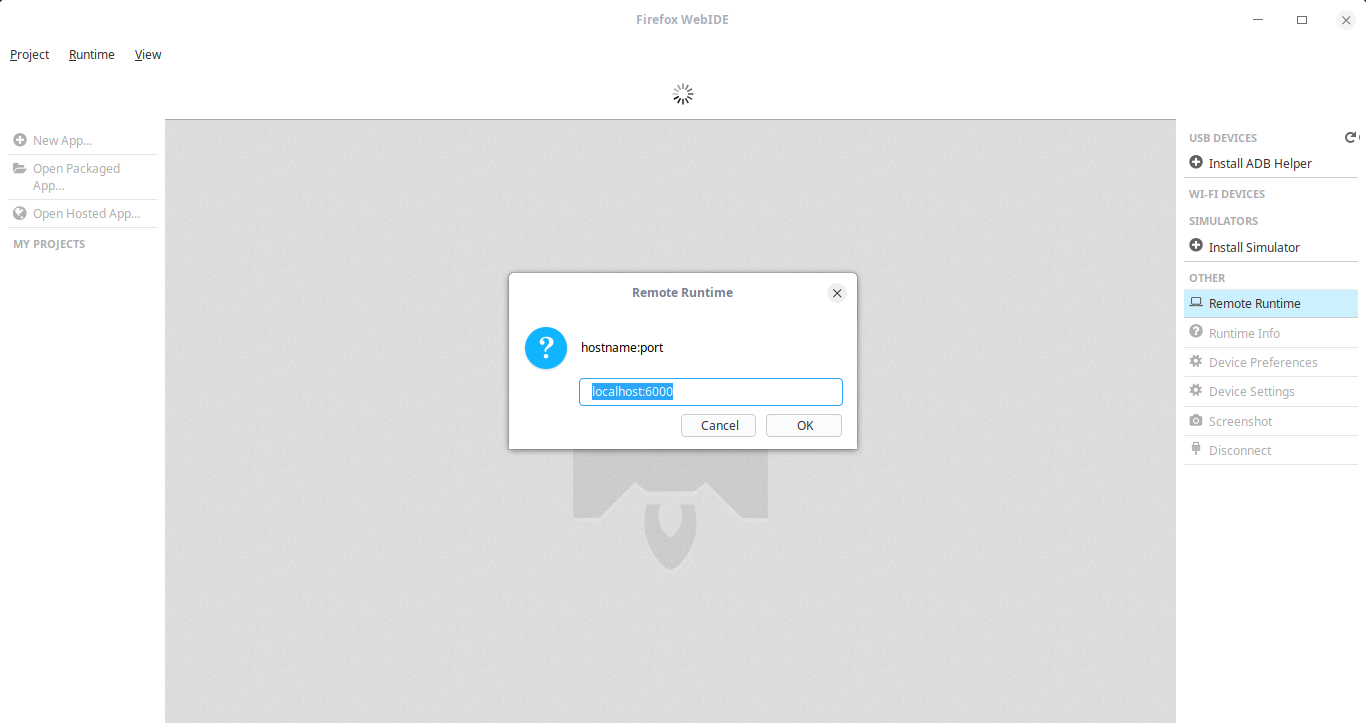 Firefox WebIDE
Project Runtime View
New App...
Open Packaged
App...
Open Hosted App...
MY PROJECTS
Remote Runtime
?
hostname:port
localhost:6000
Cancel OK
USB DEVICES
Install ADB Helper
WI-FI DEVICES
SIMULATORS
Install Simulator
OTHER
Remote Runtime
Runtime Info
Device Preferences
Device Settings
Screenshot
Disconnect